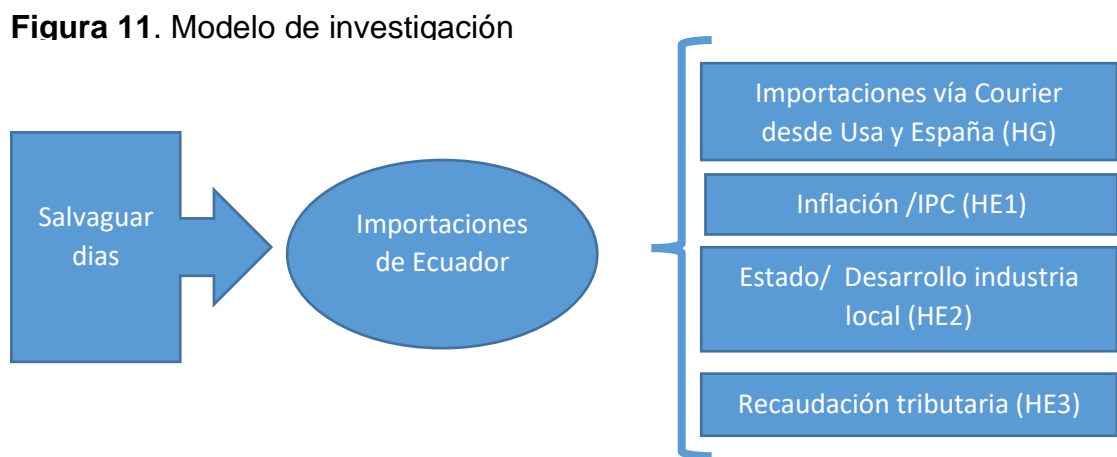 Figura 11. Modelo de investigación
Salvaguar
dias
Importaciones
de Ecuador
Importaciones vía Courier
desde Usa y España (HG)
Inflación /IPC (HE1)
Estado/ Desarrollo industria
local (HE2)
Recaudación tributaria (HE3)